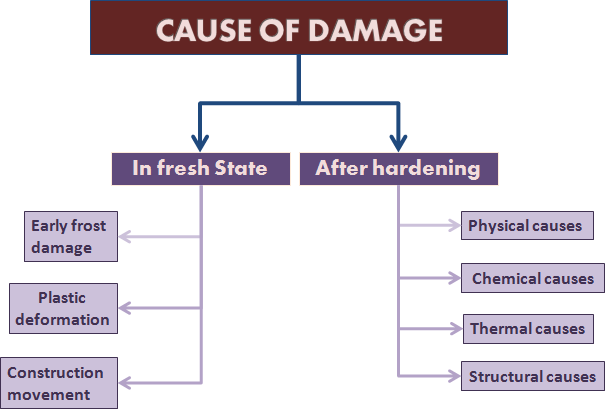 CAUSE OF DAMAGE
In fresh State
After hardening
Early frost
damage
Plastic
deformation
Construction
movement
Physical causes
Chemical causes
Thermal causes
Structural causes